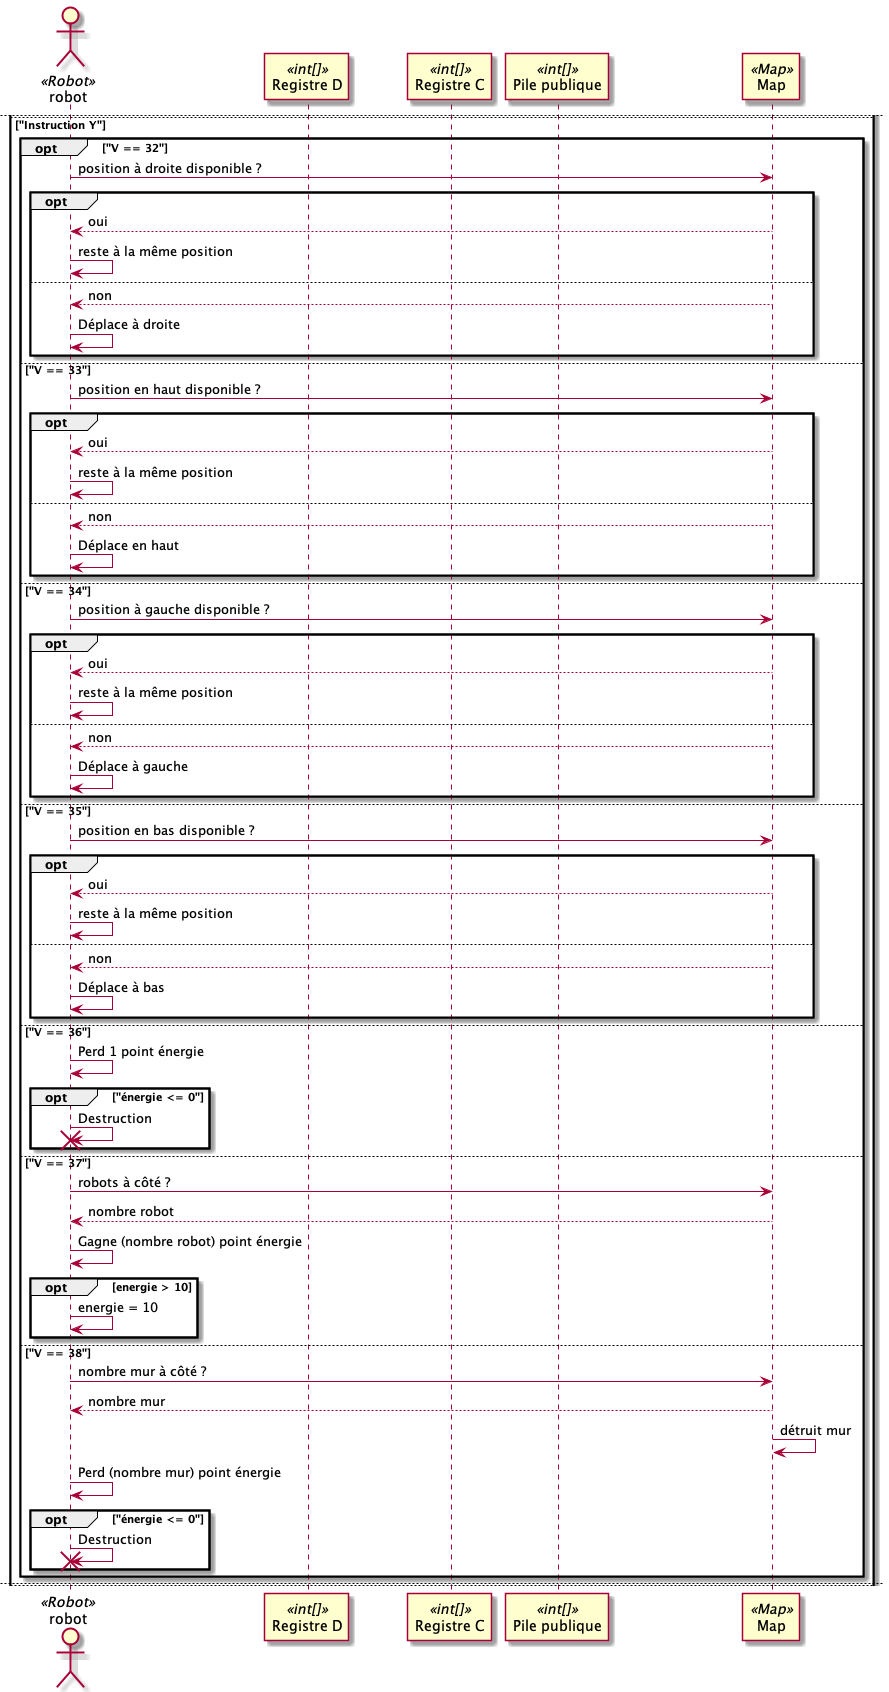 «Robot»
robot
«int[]»
Registre D
«int[]»
Registre C
«int[]»
Pile publique
«Map»
Map
["Instruction Y"]
opt ["V == 32"]
position à droite disponible ?
opt
oui
reste à la même position
non
Déplace à droite
["V == 33"]
position en haut disponible ?
opt
oui
reste à la même position
non
Déplace en haut
["V == 34"]
position à gauche disponible ?
opt
oui
reste à la même position
non
Déplace à gauche
["V == 35"]
position en bas disponible ?
opt
oui
reste à la même position
non
Déplace à bas
["V == 36"]
Perd 1 point énergie
opt ["énergie <= 0"]
Destruction
["V == 37"]
robots à côté ?
nombre robot
Gagne (nombre robot) point énergie
opt [energie > 10]
energie = 10
["V == 38"]
nombre mur à côté ?
nombre mur
détruit mur
Perd (nombre mur) point énergie
opt ["énergie <= 0"]
Destruction
«Robot»
robot
«int[]»
Registre D
«int[]»
Registre C
«int[]»
Pile publique
«Map»
Map